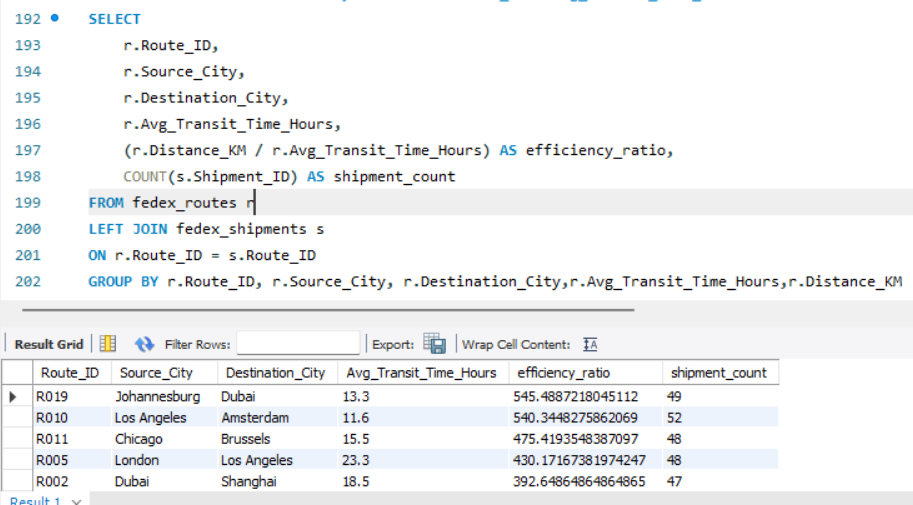 192 SELECT
193 r.Route_ID,
194 r.Source_City,
195 r.Destination_City,
196 r.Avg_Transit_Time_Hours,
197 (r.Distance_KM / r.Avg_Transit_Time_Hours) AS efficiency_ratio,
198 COUNT(s.Shipment_ID) AS shipment_count
199 FROM fedex_routes r
200 LEFT JOIN fedex_shipments s
201 ON r.Route_ID = s.Route_ID
202 GROUP BY r.Route_ID, r.Source_City, r.Destination_City,r.Avg_Transit_Time_Hours,r.Distance_KM
Result Grid Filter Rows: Export: Wrap Cell Content: IA
Route_ID Source_City Destination_City Avg_Transit_Time_Hours efficiency_ratio shipment_count
R019 Johannesburg Dubai 13.3 545.4887218045112 49
R010 Los Angeles Amsterdam 11.6 540.3448275862069 52
R011 Chicago Brussels 15.5 475.4193548387097 48
R005 London Los Angeles 23.3 430.17167381974247 48
R002 Dubai Shanghai 18.5 392.64864864864865 47
Result 1